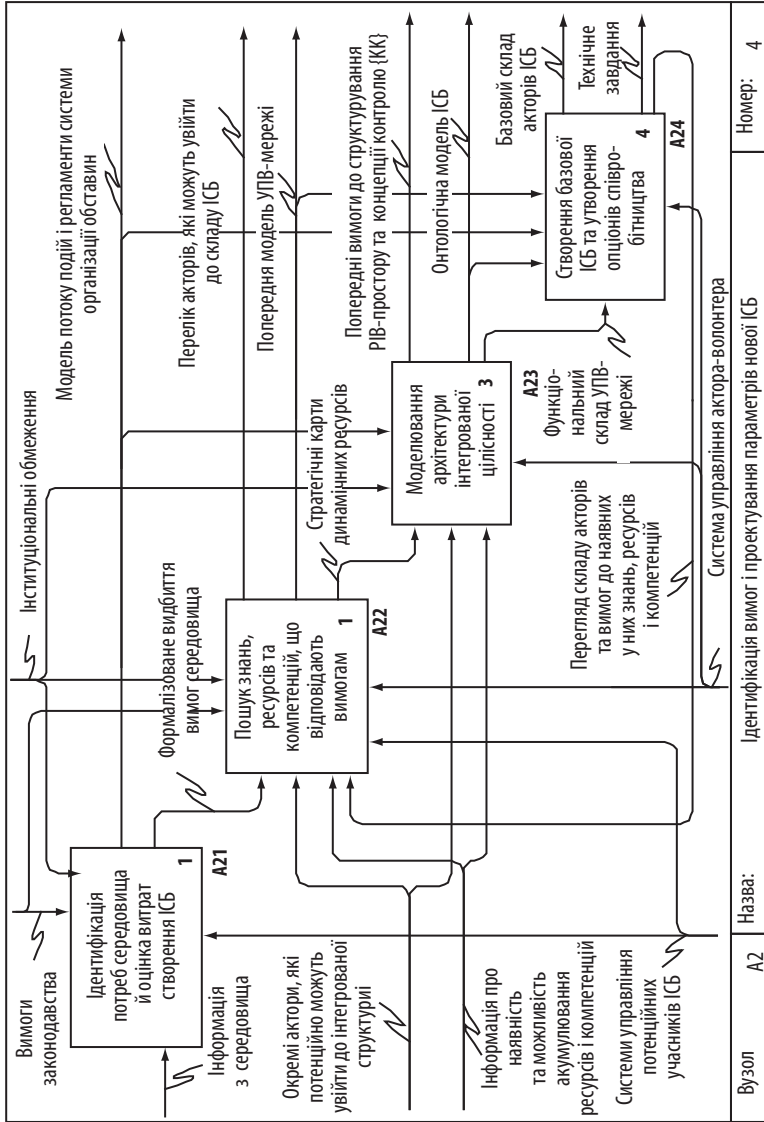 Вимоги
законодавства
Інституціональні обмеження
Модель потоку подій і регламенти системи
організації обставин
Ідентифікація
потреб середовища
й оцінка витрат
створення ІСБ
1
А21
Інформація
з середовища
Формалізоване видбиття
вимог середовища
Перелік акторів, які можуть увійти
до складу ІСБ
Попередня модель УПВ-мережі
Пошук знань,
ресурсів та
компетенцій, що
відповідають
вимогам
1
А22
Окремі актори, які
потенційно можуть
увійти до інтегрованої
структуриі
Стратегічні карти
динамічних ресурсів
Попередні вимоги до структурування
РІВ-простору та концепції контролю {КК}
Онтологічна модель ІСБ
Моделювання
архітектури
інтегрованої
цілісності
3
А23
Функціо-
нальний
склад УПВ-
мережі
Інформація про
наявність
та можливість
акумулювання
ресурсів і компетенцій
Базовий склад
акторів ІСБ
Технічне
завдання
Створення базової
ІСБ та утворення
опціонів співро-
бітництва
4
А24
Перегляд складу акторів
та вимог до наявних
у них знань, ресурсів
і компетенцій
Системи управління
потенційних
учасників ІСБ
Система управління актора-волонтера
Вузол
А2
Назва:
Ідентифікація вимог і проектування параметрів нової ІСБ
Номер:
4